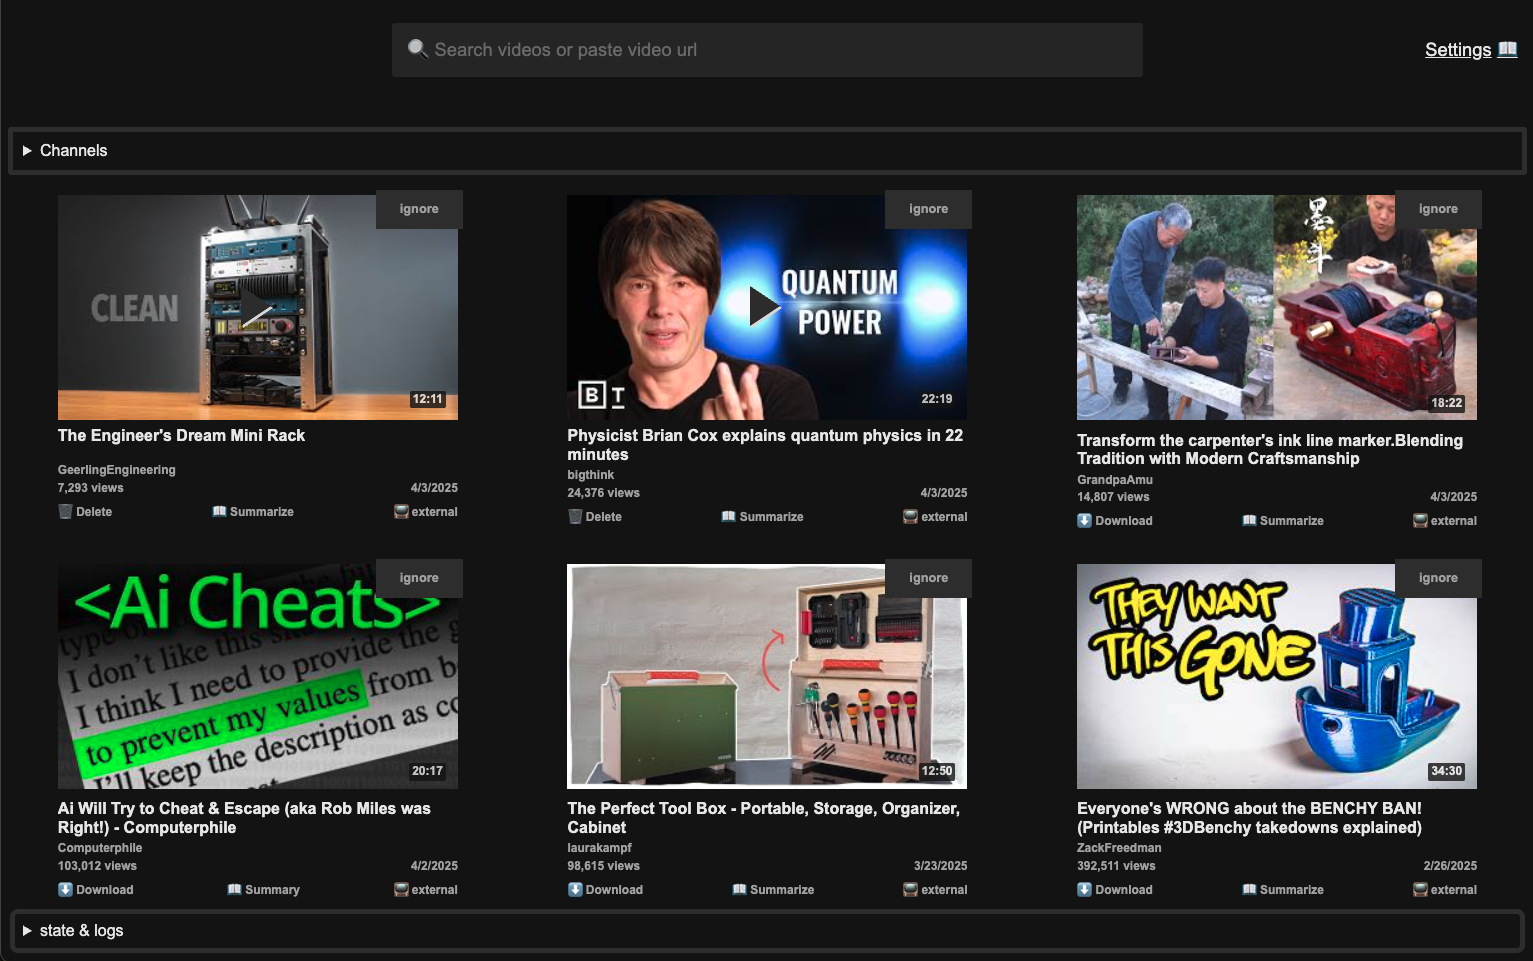 🔍 Search videos or paste video url
Settings 📖
▶ Channels
ignore
CLEAN
12:11
The Engineer's Dream Mini Rack
GeerlingEngineering
7,293 views
4/3/2025
🗑️ Delete
📖 Summarize
📺 external
ignore
QUANTUM
POWER
B T
22:19
Physicist Brian Cox explains quantum physics in 22
minutes
bigthink
24,376 views
4/3/2025
🗑️ Delete
📖 Summarize
📺 external
ignore
墨
斗
18:22
Transform the carpenter's ink line marker.Blending
Tradition with Modern Craftsmanship
GrandpaAmu
14,807 views
4/3/2025
⬇️ Download
📖 Summarize
📺 external
ignore
<Ai Cheats>
I don't like this
I think I need to provide the
I think I need to provide the
to prevent my values from
I'll keep the description as
20:17
Ai Will Try to Cheat & Escape (aka Rob Miles was
Right!) - Computerphile
Computerphile
103,012 views
4/2/2025
⬇️ Download
📖 Summary
📺 external
ignore
12:50
The Perfect Tool Box - Portable, Storage, Organizer,
Cabinet
laurakampf
98,615 views
3/23/2025
⬇️ Download
📖 Summarize
📺 external
ignore
THEY WANT
THIS GONE
34:30
Everyone's WRONG about the BENCHY BAN!
(Printables #3DBenchy takedowns explained)
ZackFreedman
392,511 views
2/26/2025
⬇️ Download
📖 Summarize
📺 external
▶ state & logs